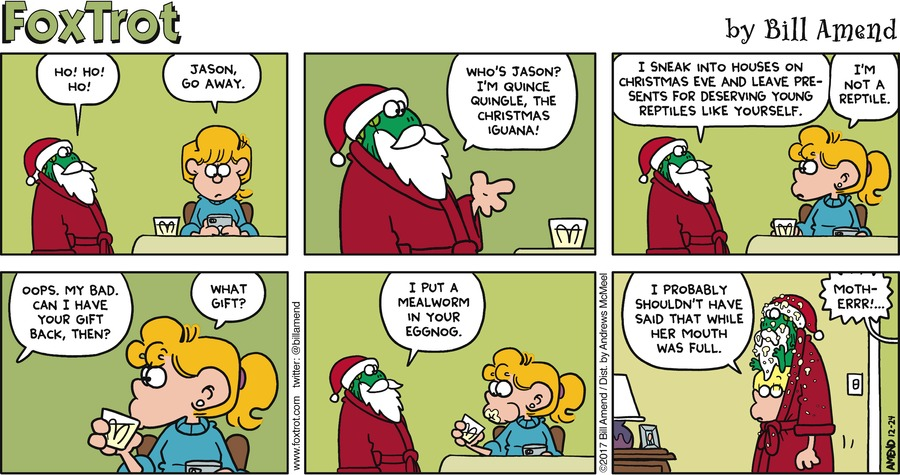 FoxTrot
by Bill Amend
HO! HO!
HO!
JASON,
GO AWAY.
WHO'S JASON?
I'M QUINCE
QUINGLE, THE
CHRISTMAS
IGUANA!
I SNEAK INTO HOUSES ON
CHRISTMAS EVE AND LEAVE PRE-
SENTS FOR DESERVING YOUNG
REPTILES LIKE YOURSELF.
I'M
NOT A
REPTILE.
OOPS. MY BAD.
CAN I HAVE
YOUR GIFT
BACK, THEN?
WHAT
GIFT?
www.foxtrot.com twitter: @billamend
I PUT A
MEALWORM
IN YOUR
EGGNOG.
©2017 Bill Amend / Dist. by Andrews McMeel
I PROBABLY
SHOULDN'T HAVE
SAID THAT WHILE
HER MOUTH
WAS FULL.
MOTH-
ERRR!...
AMEND 12-24